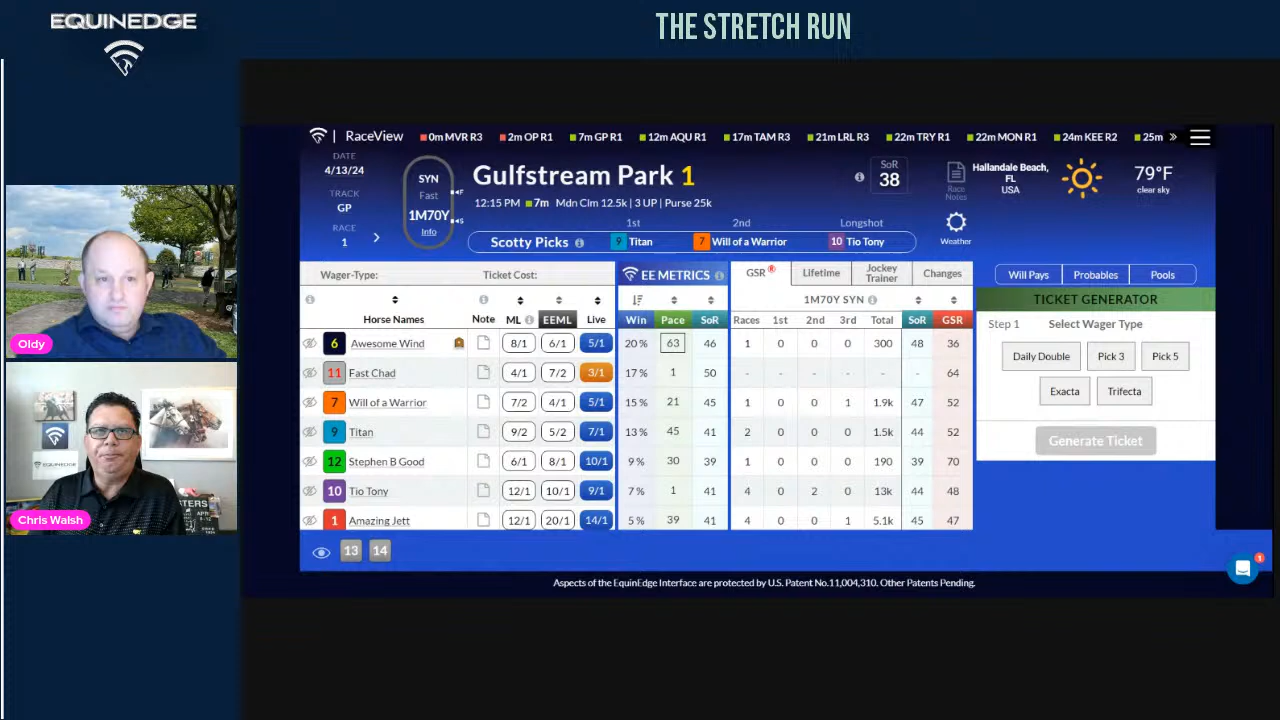 EQUINEDGE
THE STRETCH RUN
RaceView 0m MVR R3 2m OP R1 7m GP R1 12m AQU R1 17m TAM R3 21m LRL R3 22m TRY R1 22m MON R1 24m KEE R2 25m »
DATE
4/13/24
TRACK
GP
RACE
1
SYN
Fast
1M70Y
Info
◄F
◄S
Gulfstream Park 1
12:15 PM 7m Mdn Clm 12.5k | 3 UP | Purse 25k
SoR
38
Race Notes
Hallandale Beach,
FL
USA
79°F
clear sky
Weather
1st 2nd Longshot
Scotty Picks 9 Titan 7 Will of a Warrior 10 Tio Tony
Wager-Type: Ticket Cost:
EE METRICS
GSR Lifetime Jockey Trainer Changes
Will Pays Probables Pools
1M70Y SYN
Horse Names Note ML EEML Live Win Pace SoR Races 1st 2nd 3rd Total SoR GSR
6 Awesome Wind 8/1 6/1 5/1 20% 63 46 1 0 0 0 300 48 36
11 Fast Chad 4/1 7/2 3/1 17% 1 50 - - - - - - 64
7 Will of a Warrior 7/2 4/1 5/1 15% 21 45 1 0 0 1 1.9k 47 52
9 Titan 9/2 5/2 7/1 13% 45 41 2 0 0 0 1.5k 44 52
12 Stephen B Good 6/1 8/1 10/1 9% 30 39 1 0 0 0 190 39 70
10 Tio Tony 12/1 10/1 9/1 7% 1 41 4 0 2 0 13k 44 48
1 Amazing Jett 12/1 20/1 14/1 5% 39 41 4 0 0 1 5.1k 45 47
13 14
TICKET GENERATOR
Step 1 Select Wager Type
Daily Double Pick 3 Pick 5
Exacta Trifecta
Generate Ticket
1
Aspects of the EquinEdge Interface are protected by U.S. Patent No.11,004,310. Other Patents Pending.
Oldy
EQUINEDGE
Chris Walsh